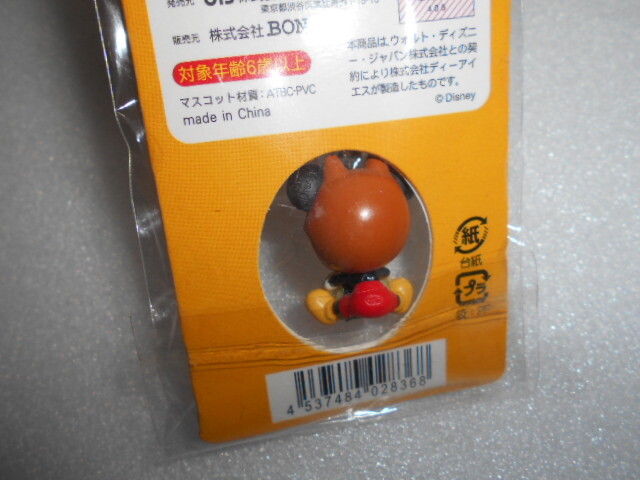 発売元
販売元 株式会社BON
対象年齢6歳以上
マスコット材質:ATBC-PVC
made in China
本商品は、ウォルト・ディズニ
ー・ジャパン株式会社との契
約により株式会社ディーアイ
エスが製造したものです。
© Disney
紙
台紙
プラ
4 537484 028368